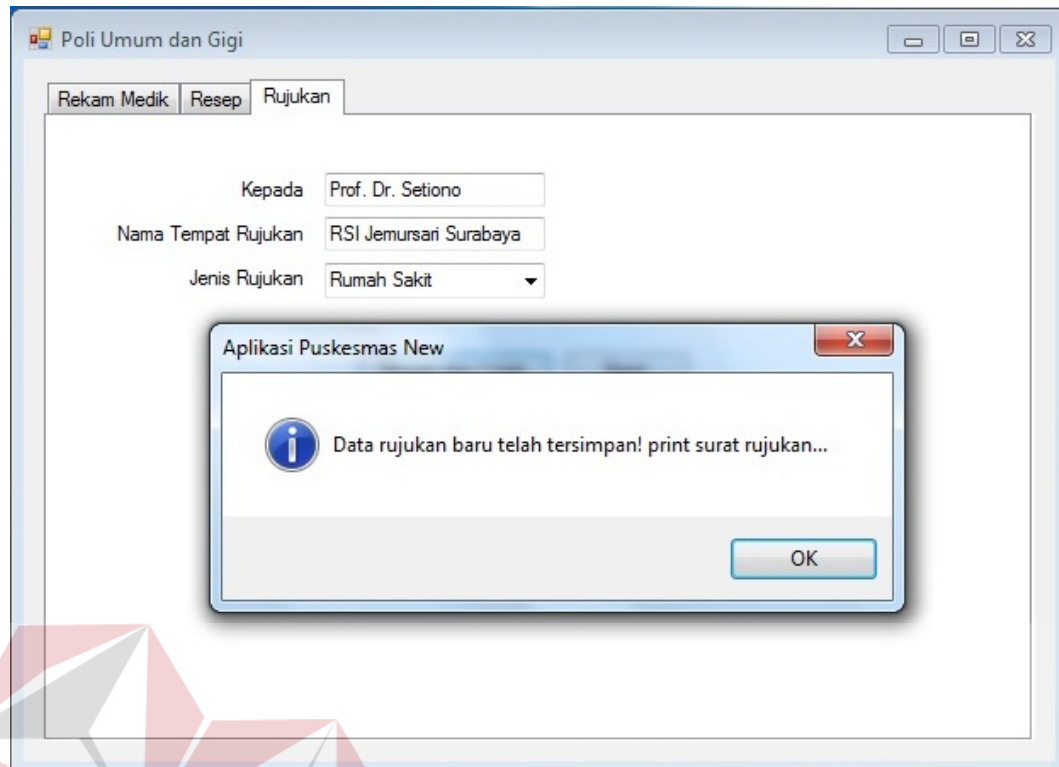 Poli Umum dan Gigi
Rekam Medik Resep Rujukan
Kepada Prof. Dr. Setiono
Nama Tempat Rujukan RSI Jemursari Surabaya
Jenis Rujukan Rumah Sakit
Aplikasi Puskesmas New
Data rujukan baru telah tersimpan! print surat rujukan...
OK